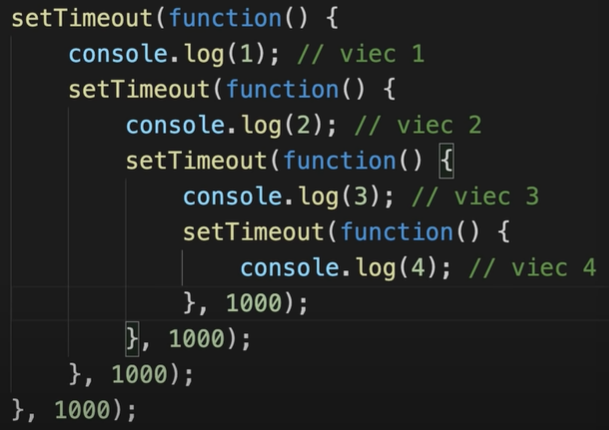 setTimeout(function() {
    console.log(1); // viec 1
    setTimeout(function() {
        console.log(2); // viec 2
        setTimeout(function() {
            console.log(3); // viec 3
            setTimeout(function() {
                console.log(4); // viec 4
            }, 1000);
        }, 1000);
    }, 1000);
}, 1000);